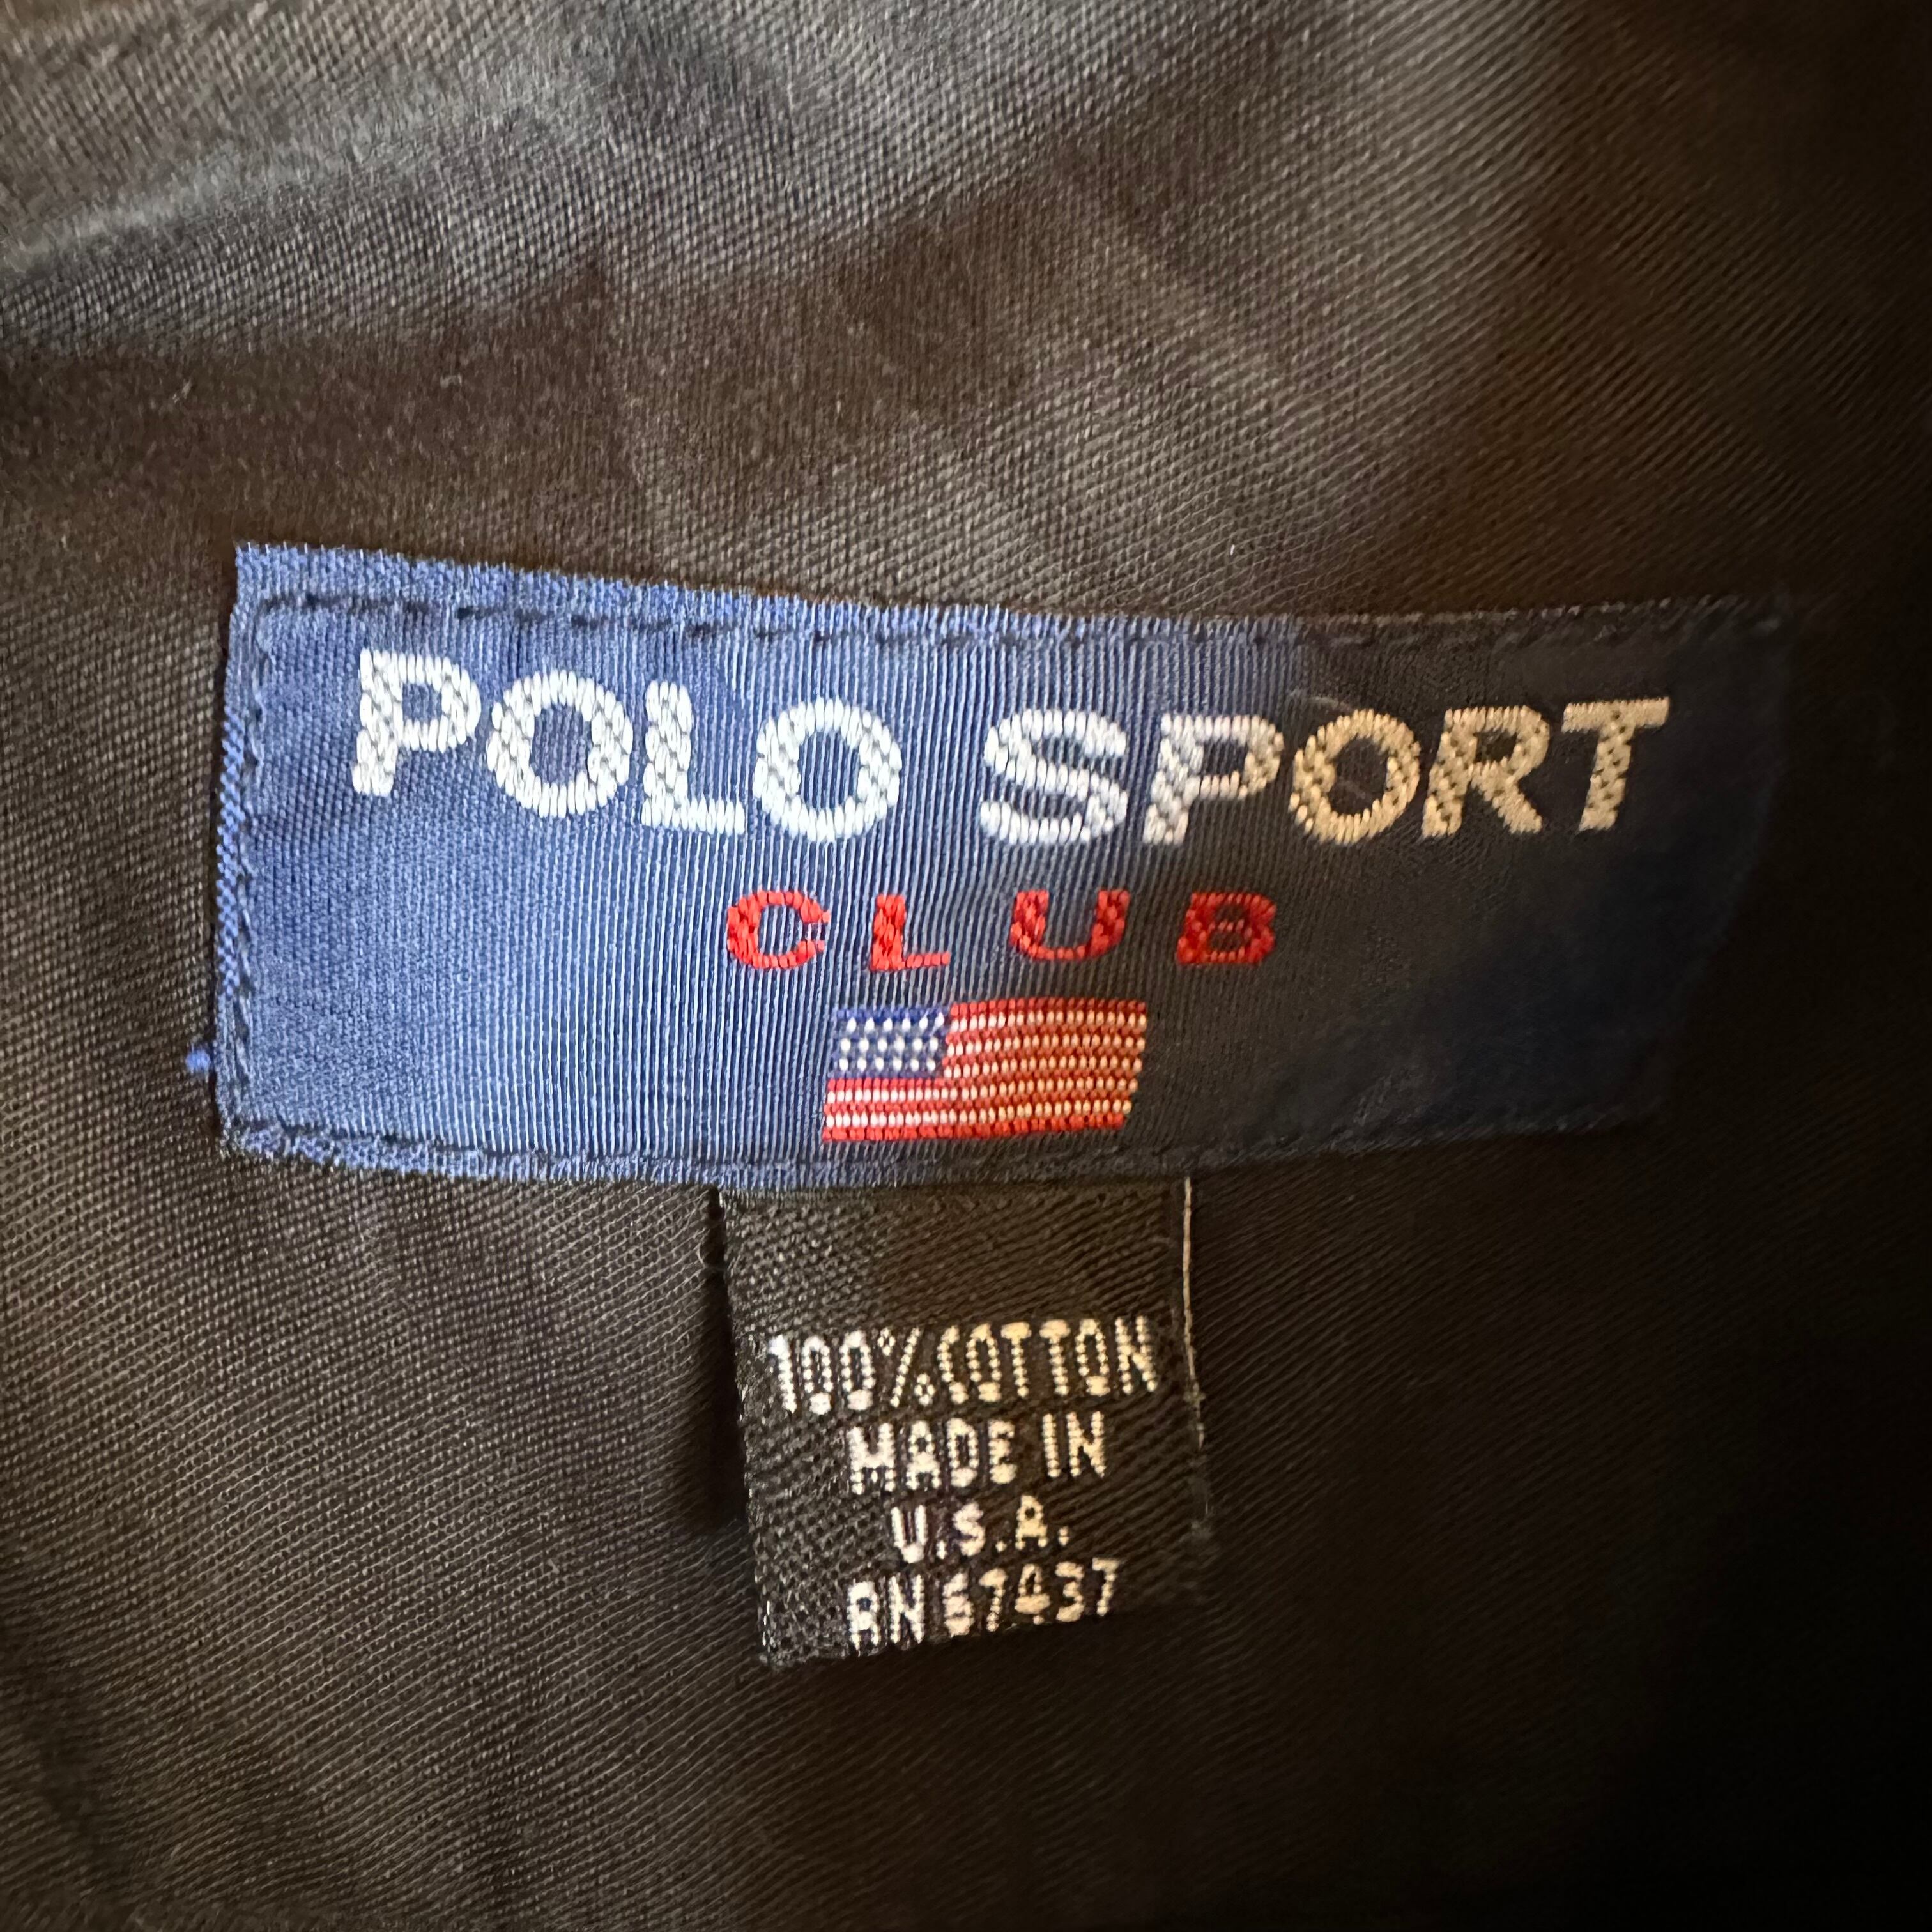 POLO SPORT
CLUB
100% COTTON
MADE IN
U.S.A.
RN 67437